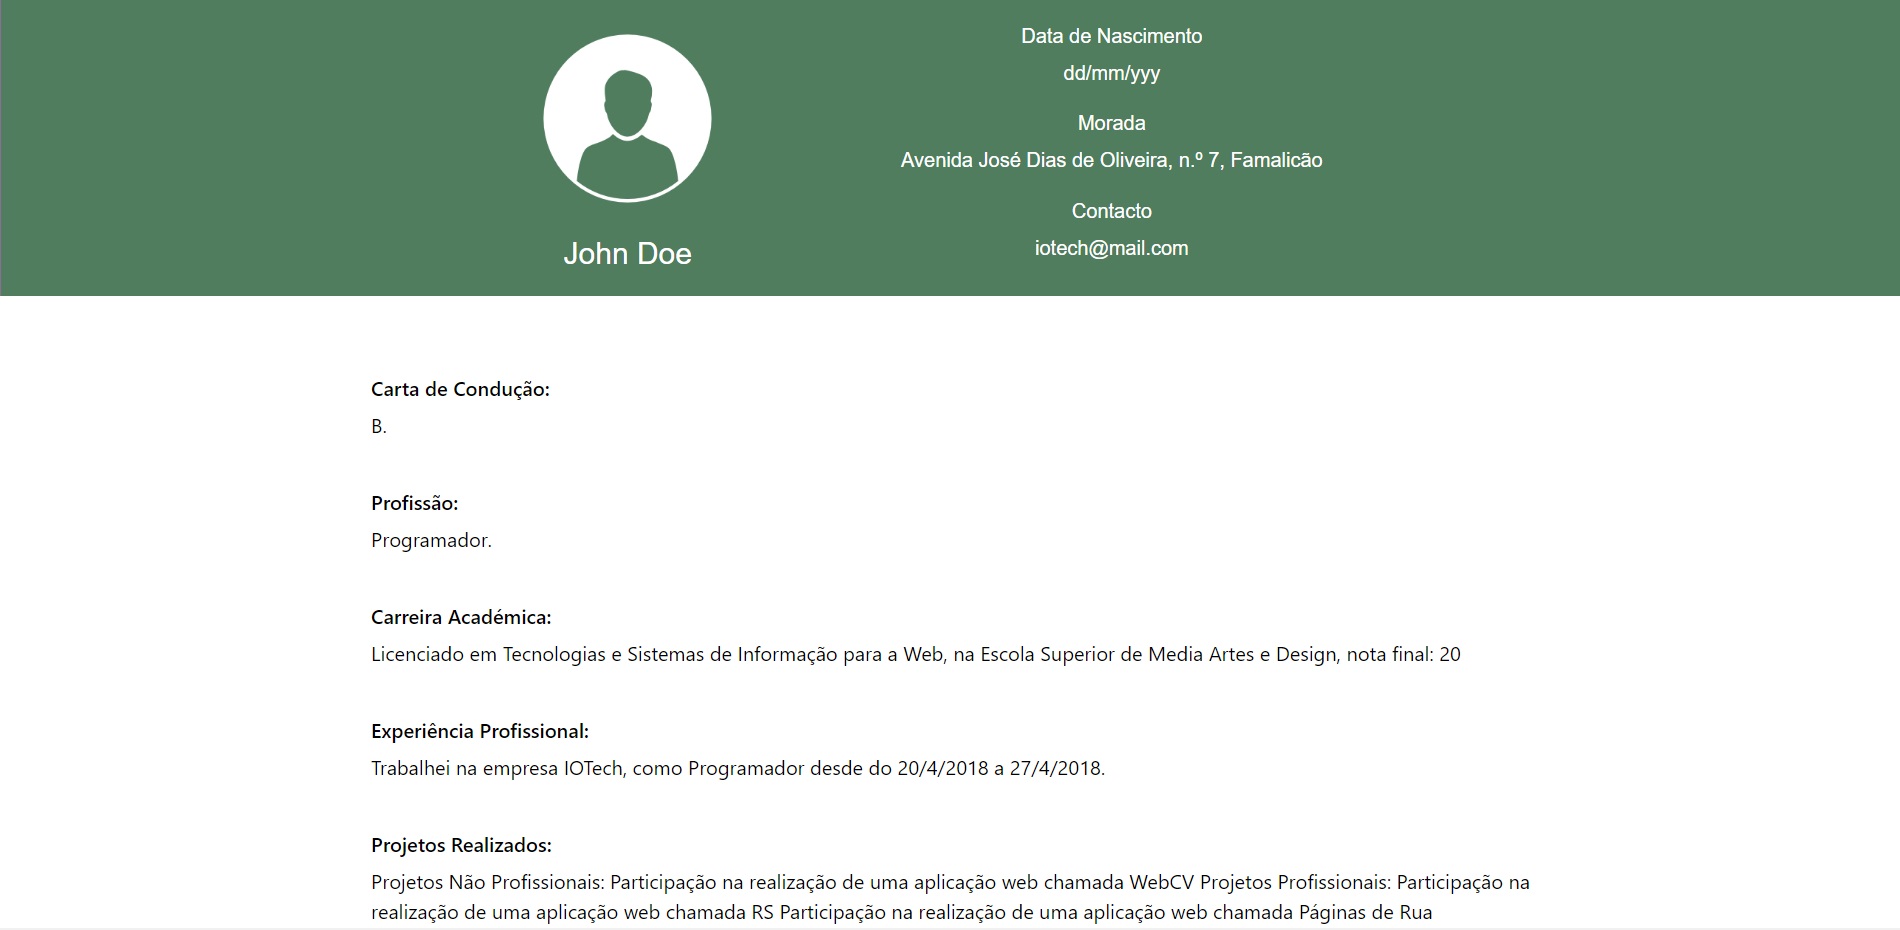 John Doe
Data de Nascimento
dd/mm/yyy
Morada
Avenida José Dias de Oliveira, n.º 7, Famalicão
Contacto
iotech@mail.com
Carta de Condução:
B.
Profissão:
Programador.
Carreira Académica:
Licenciado em Tecnologias e Sistemas de Informação para a Web, na Escola Superior de Media Artes e Design, nota final: 20
Experiência Profissional:
Trabalhei na empresa IOTech, como Programador desde do 20/4/2018 a 27/4/2018.
Projetos Realizados:
Projetos Não Profissionais: Participação na realização de uma aplicação web chamada WebCV Projetos Profissionais: Participação na
realização de uma aplicação web chamada RS Participação na realização de uma aplicação web chamada Páginas de Rua